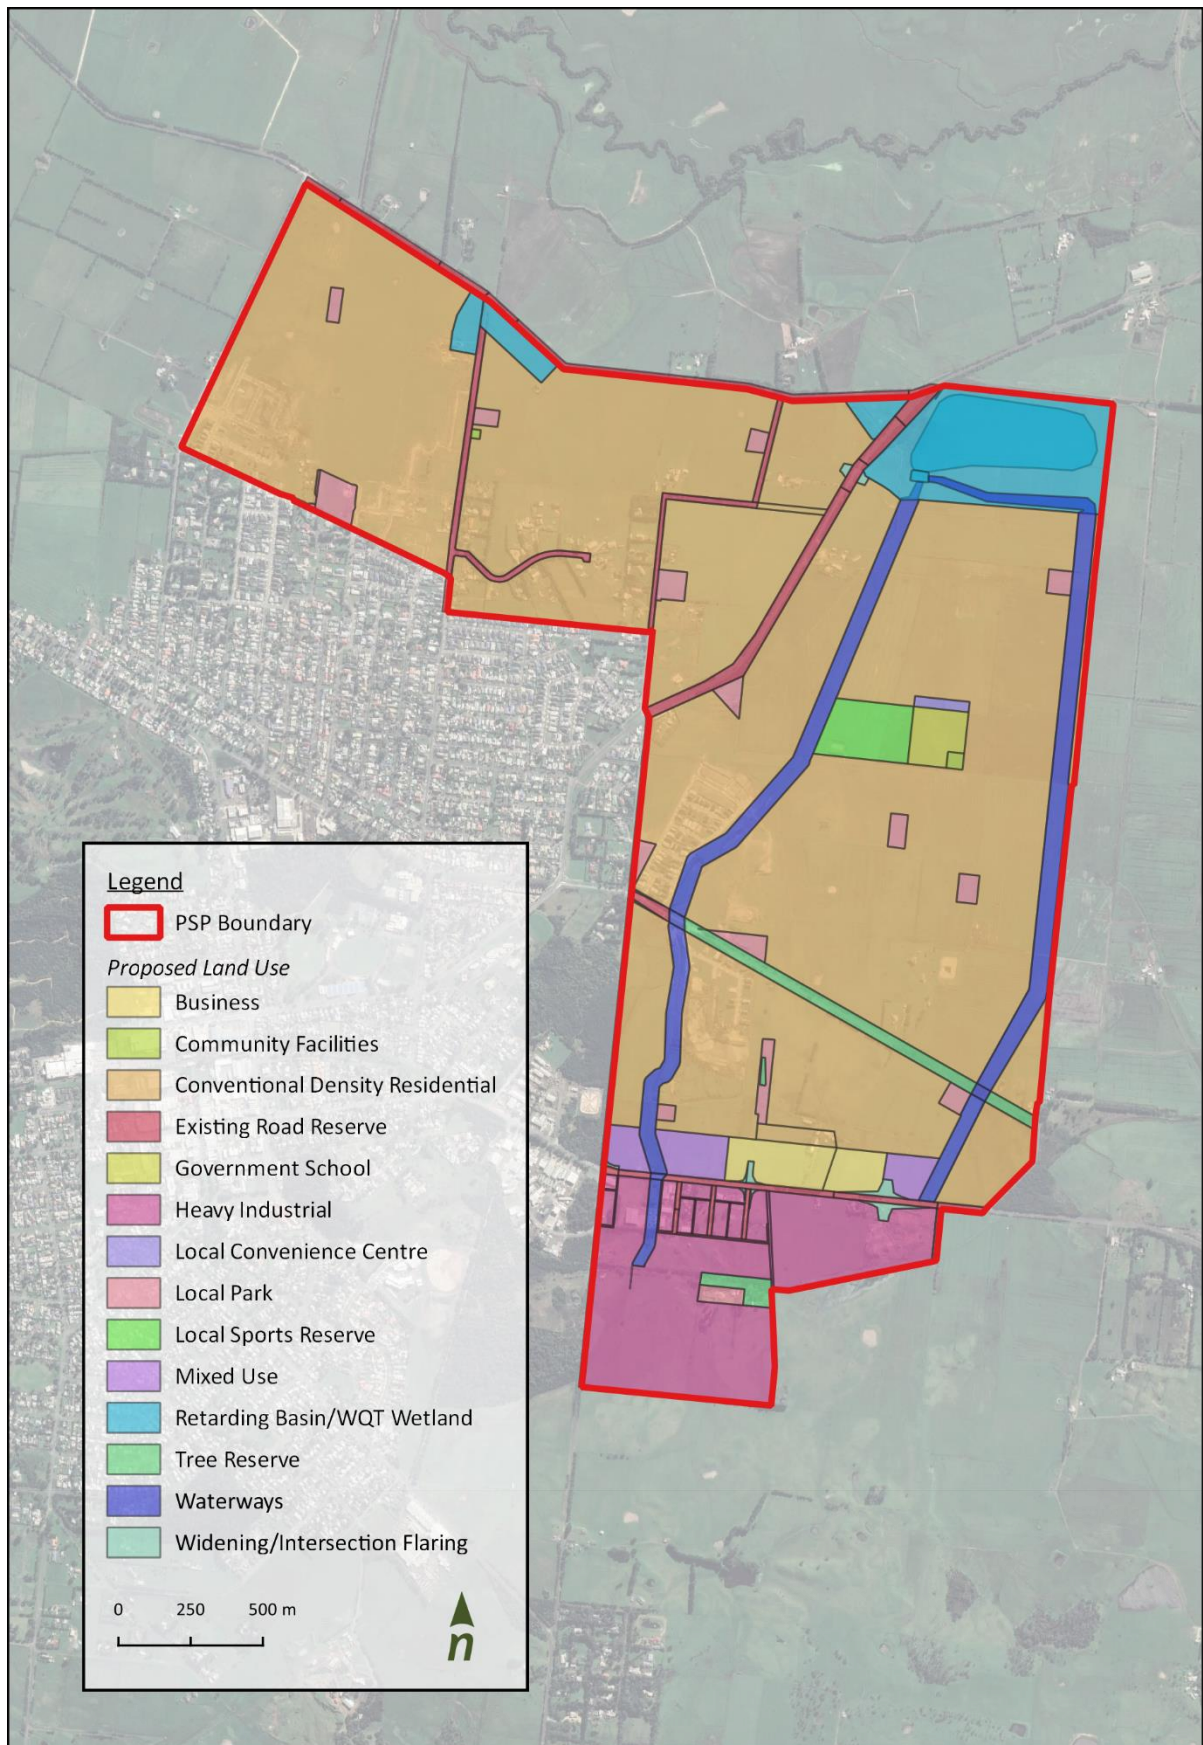 Legend
PSP Boundary
Proposed Land Use
Business
Community Facilities
Conventional Density Residential
Existing Road Reserve
Government School
Heavy Industrial
Local Convenience Centre
Local Park
Local Sports Reserve
Mixed Use
Retarding Basin/WQT Wetland
Tree Reserve
Waterways
Widening/Intersection Flaring
0 250 500 m
n